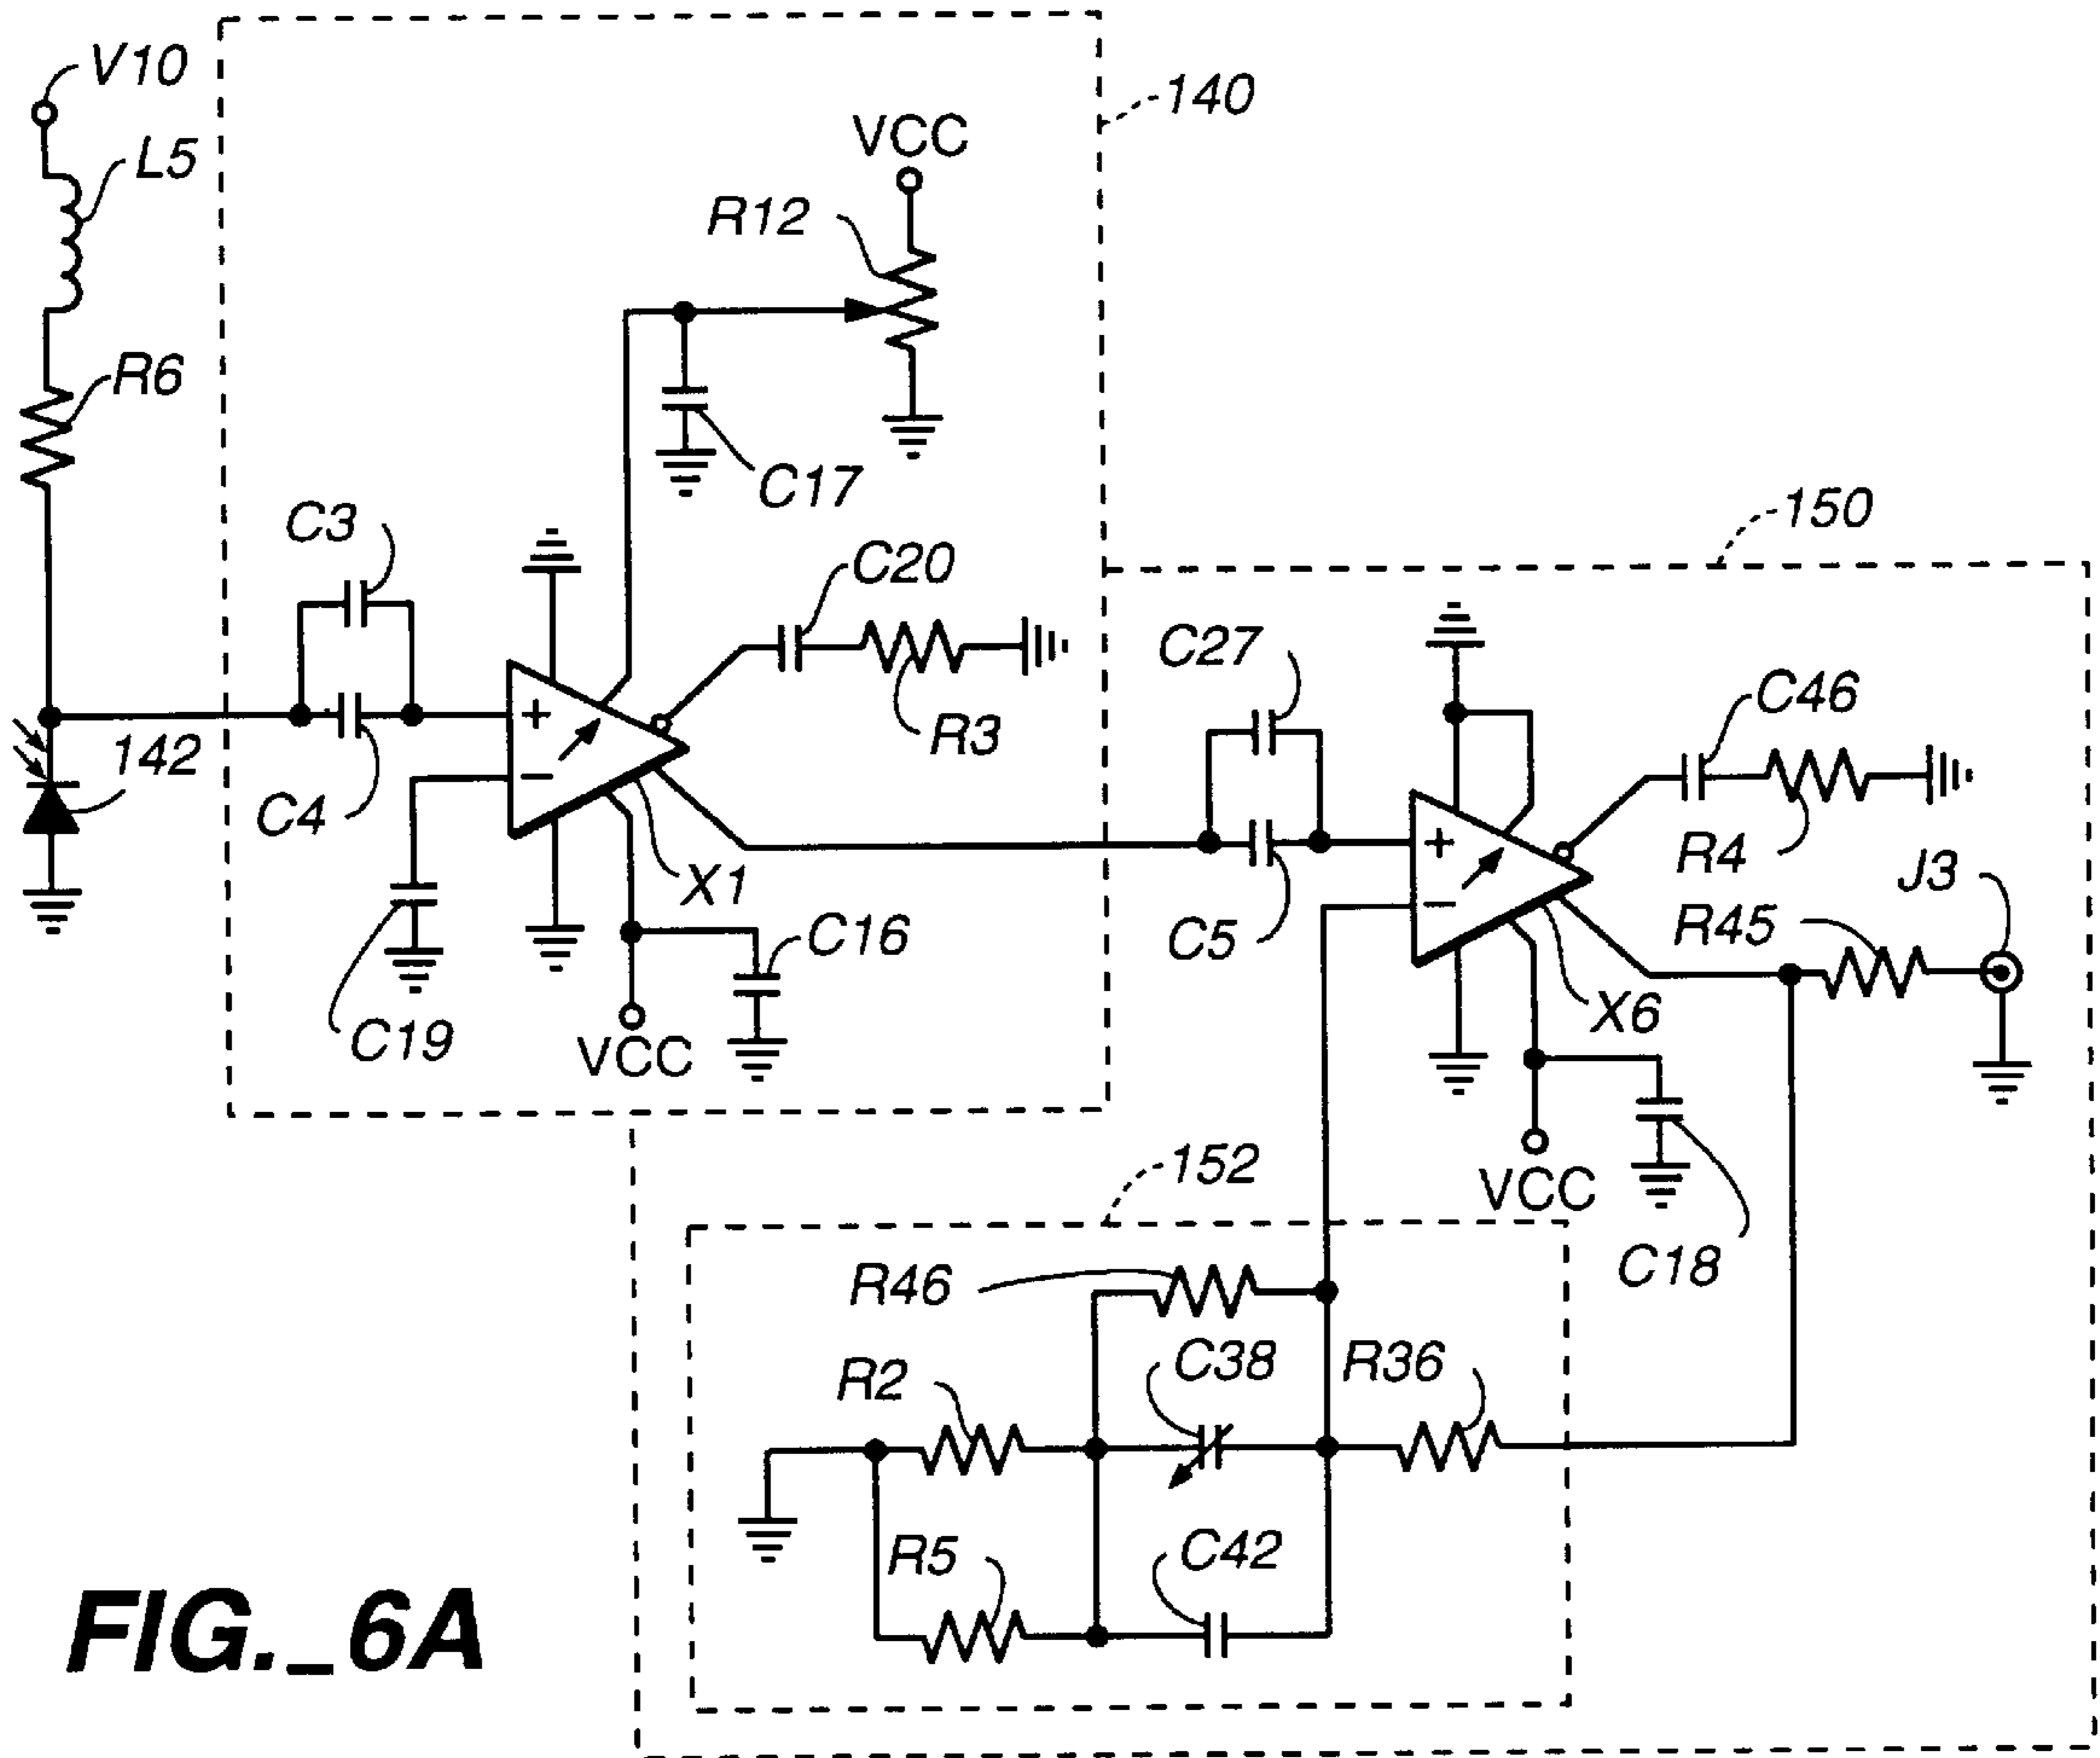 V10
140
L5
VCC
R12
R6
C17
C3
150
C20
C27
C46
R3
142
+
C4
−
+
R4
J3
X1
−
C5
C16
R45
X6
C19
VCC
152
VCC
C18
R46
C38
R36
R2
R5
C42
FIG._6A